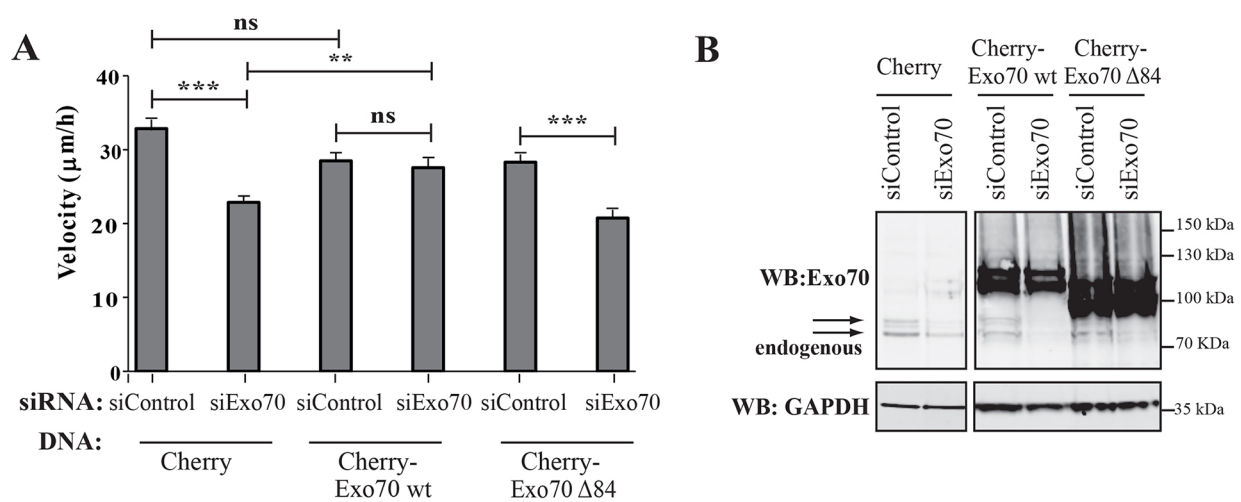 A
ns
**
***
ns
***
Velocity (μm/h)
40
30
20
10
0
siRNA: siControl siExo70 siControl siExo70 siControl siExo70
DNA:
Cherry
Cherry-
Exo70 wt
Cherry-
Exo70 Δ84
B
Cherry
Cherry-
Exo70 wt
Cherry-
Exo70 Δ84
siControl
siExo70
siControl
siExo70
siControl
siExo70
WB:Exo70
endogenous
150 kDa
130 kDa
100 kDa
70 KDa
WB: GAPDH
35 kDa